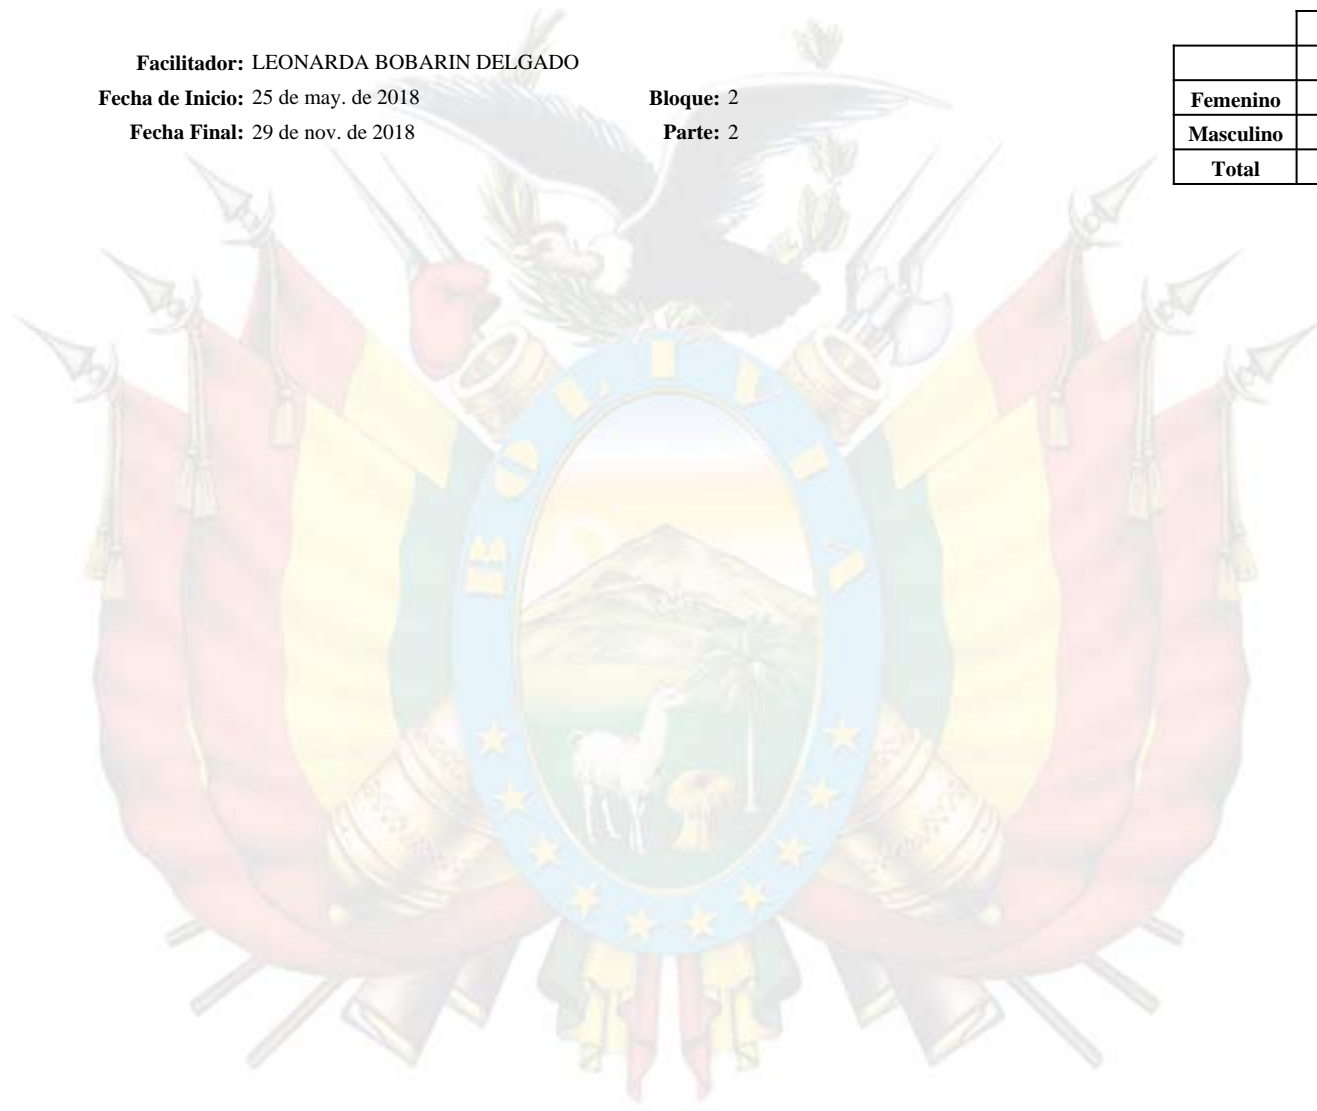 Facilitador: LEONARDA BOBARIN DELGADO
Fecha de Inicio: 25 de may. de 2018 Bloque: 2
Fecha Final: 29 de nov. de 2018 Parte: 2
Femenino
Masculino
Total
BOLIVIA